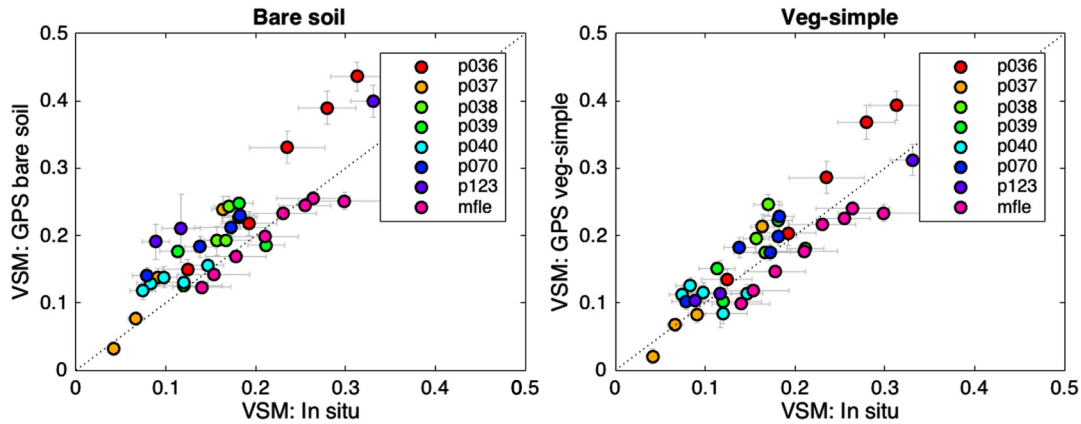 Bare soil
0.5
0.4
0.3
0.2
0.1
0
0
0.1
0.2
0.3
0.4
0.5
VSM: GPS bare soil
VSM: In situ
p036
p037
p038
p039
p040
p070
p123
mfle
Veg-simple
0.5
0.4
0.3
0.2
0.1
0
0
0.1
0.2
0.3
0.4
0.5
VSM: GPS veg-simple
VSM: In situ
p036
p037
p038
p039
p040
p070
p123
mfle